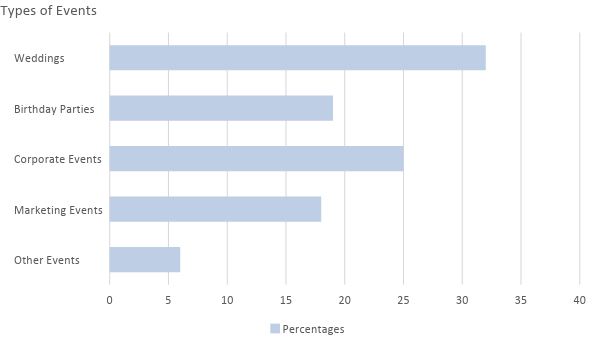 Types of Events
Weddings
Birthday Parties
Corporate Events
Marketing Events
Other Events
0 5 10 15 20 25 30 35 40
Percentages